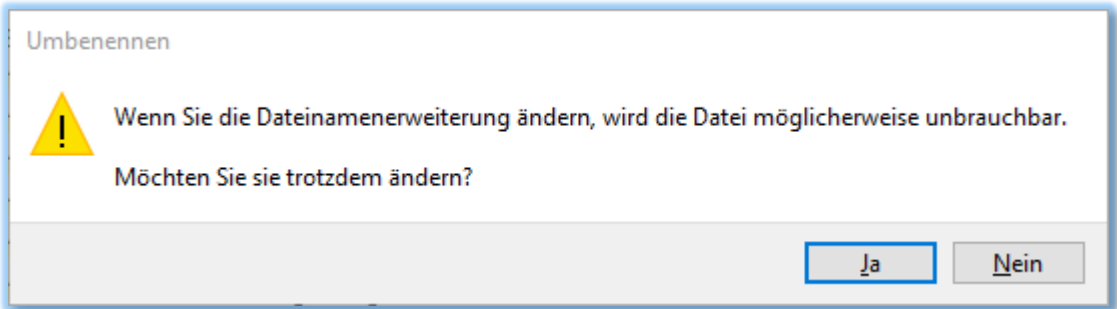 Umbenennen
Wenn Sie die Dateinamenerweiterung ändern, wird die Datei möglicherweise unbrauchbar.
Möchten Sie sie trotzdem ändern?
Ja Nein